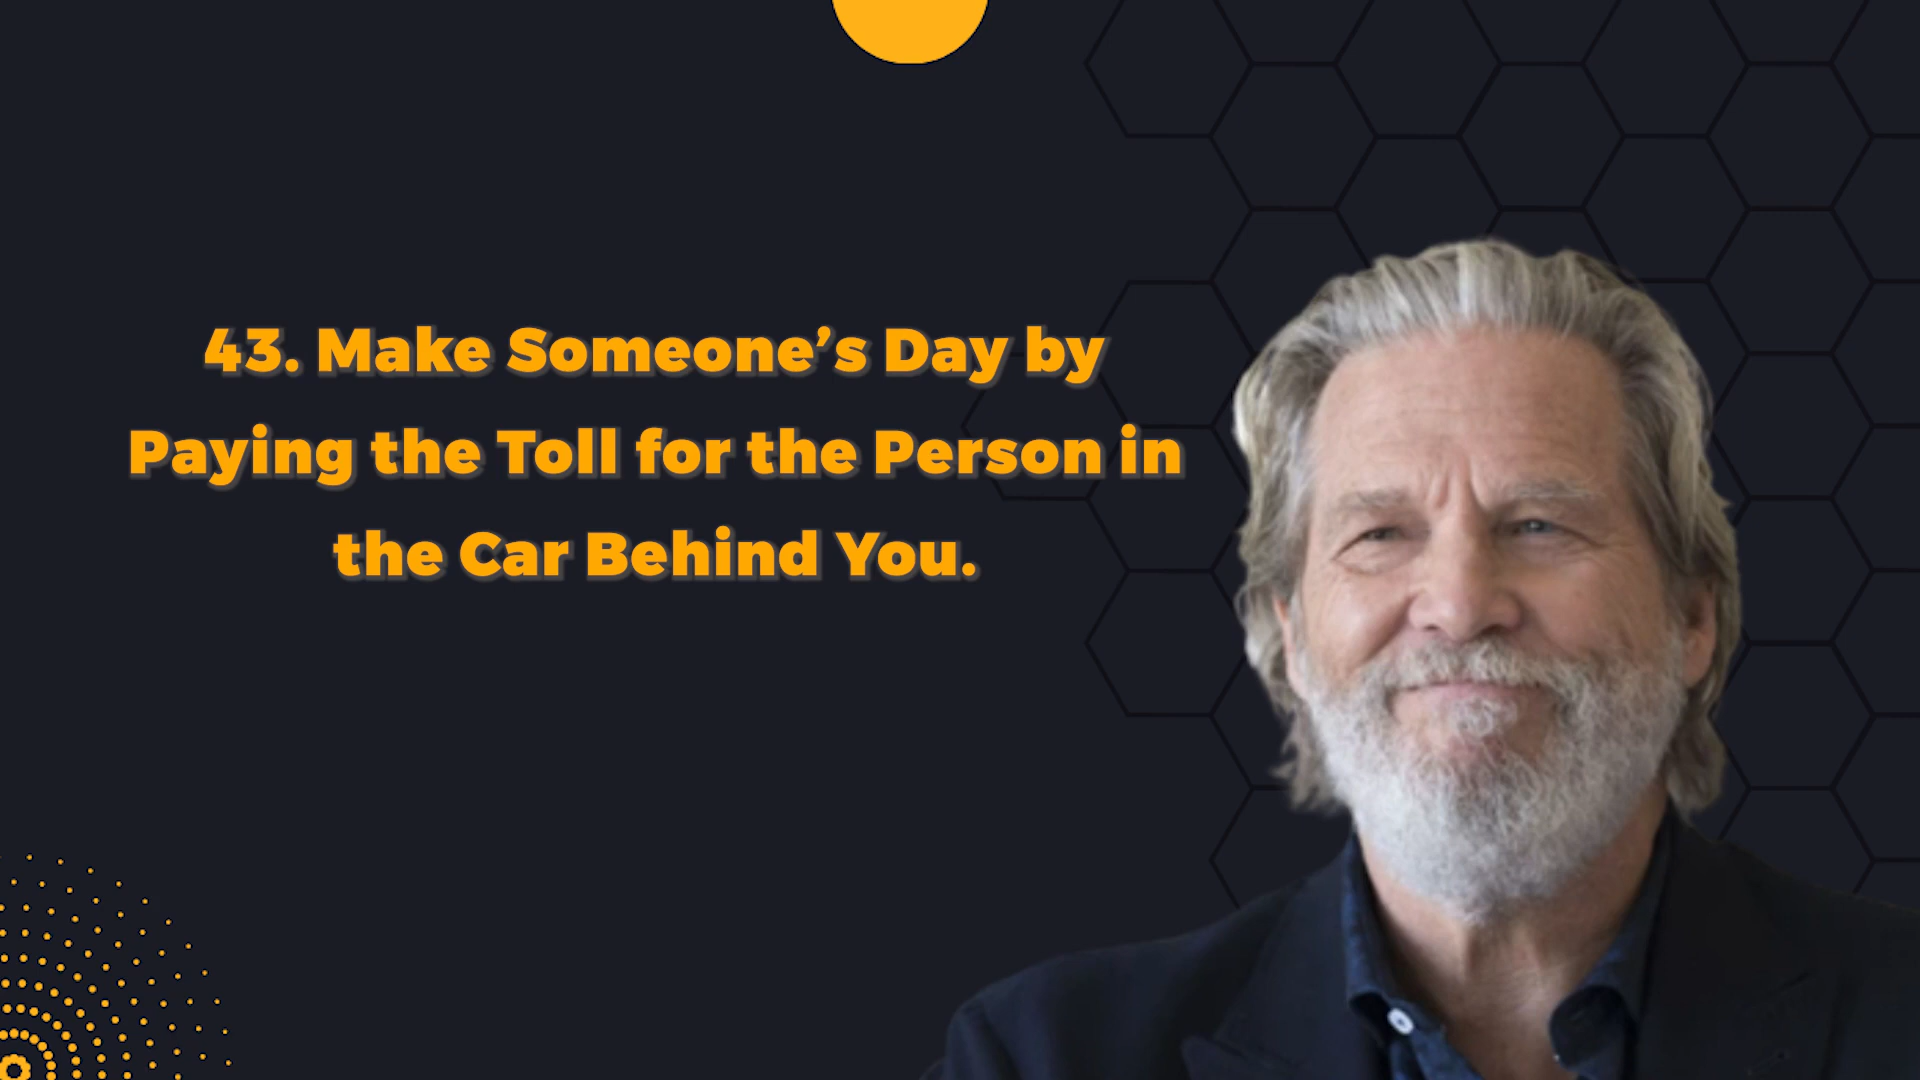 43. Make Someone’s Day by
Paying the Toll for the Person in
the Car Behind You.